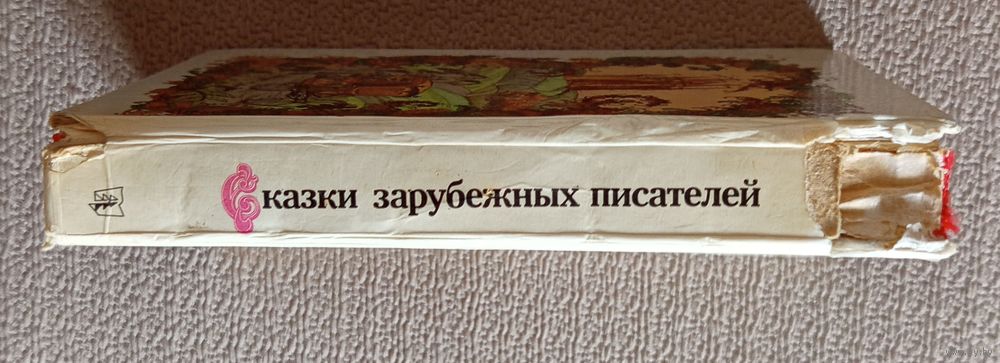 Сказки зарубежных писателей